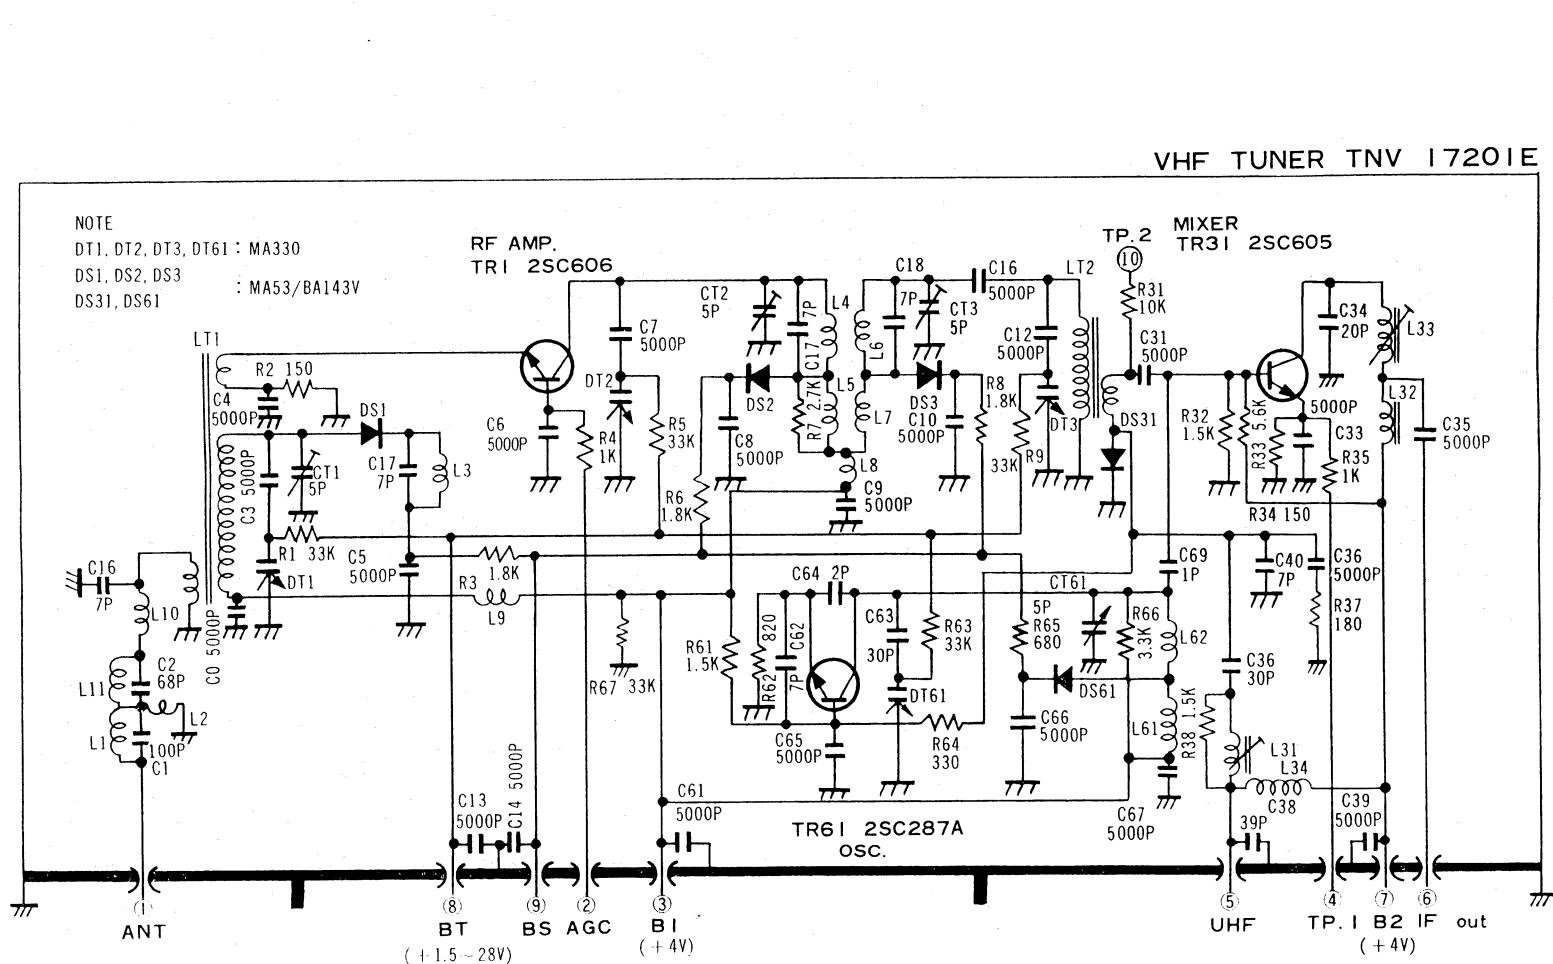 VHF TUNER TNV 17201E
NOTE
DT1, DT2, DT3, DT61 : MA330
DS1, DS2, DS3
DS31, DS61
: MA53/BA143V
RF AMP.
TR1 2SC606
MIXER
TR31 2SC605
TP.2
10
LT1
R2 150
C4
5000P
DS1
C17
7P
L3
CT1
5P
C3 5000P
R1 33K
DT1
C5
5000P
C16
7P
L10
C0 5000P
C2
68P
L11
L2
L1
100P
C1
R3
1.8K
L9
C6
5000P
R4
1K
C7
5000P
DT2
R5
33K
R6
1.8K
CT2
5P
7P
C17
L4
DS2
C8
5000P
R7 2.7K
L5
L6
L7
L8
C9
5000P
C18
7P
CT3
5P
C16
5000P
DS3
C10
5000P
R8
1.8K
33K
R9
C12
5000P
DT3
LT2
R31
10K
C31
5000P
DS31
R32
1.5K
R33 5.6K
5000P
C33
R35
1K
R34 150
C34
20P
L33
L32
C35
5000P
C69
1P
C40
7P
C36
5000P
R37
180
C64 2P
820
R62
C62
7P
C63
30P
R61
1.5K
R67 33K
R63
33K
DT61
R64
330
C65
5000P
TR61 2SC287A
OSC.
5P
R65
680
CT61
R66
3.3K
DS61
C66
5000P
L62
L61
C67
5000P
C36
30P
R38 1.5K
L31
L34
C38
39P
C39
5000P
C13
5000P
C14 5000P
C61
5000P
1
8
9
2
3
5
4
7
6
ANT
BT
BS AGC
B1
UHF
TP.1 B2 IF out
(+1.5~28V)
(+4V)
(+4V)